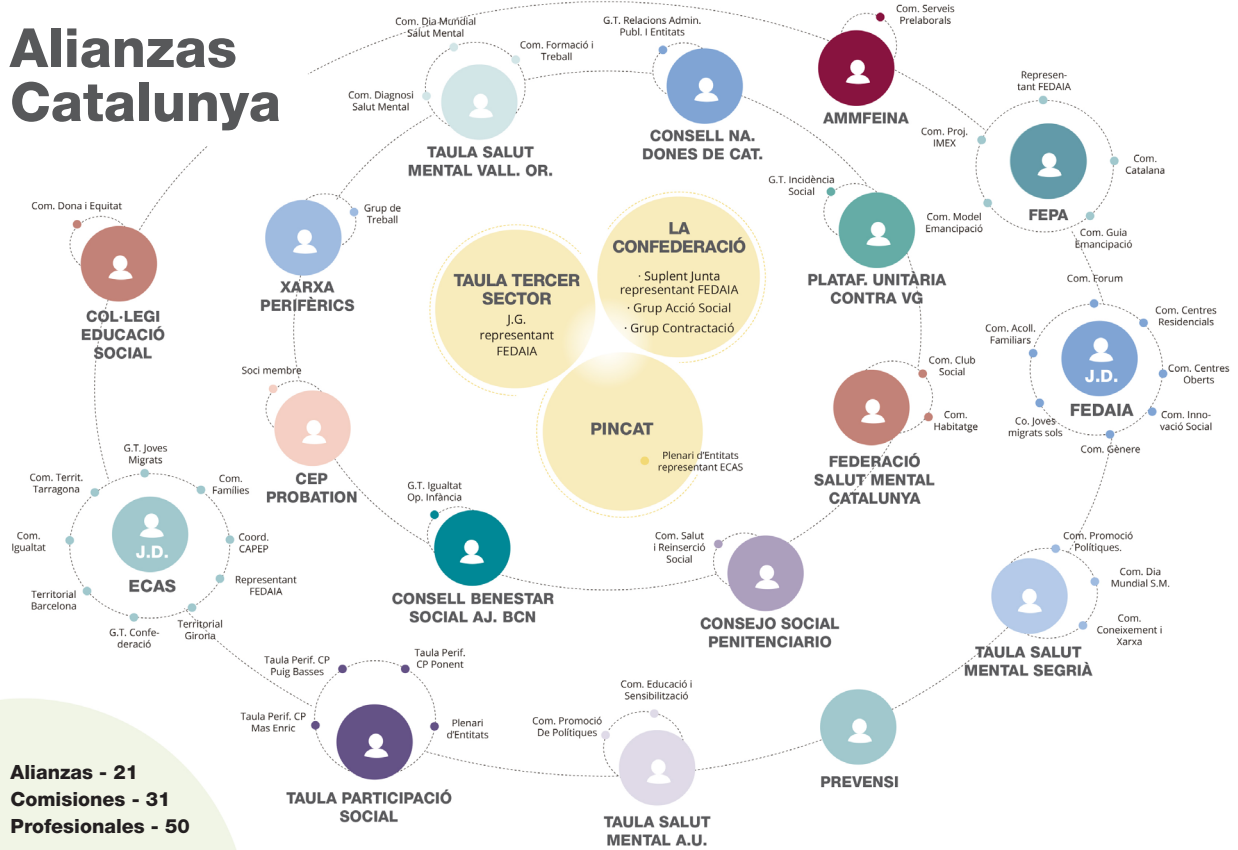 Alianzas
Catalunya
Com. Dia Mundial
Salut Mental
Com. Formació i
Treball
Com. Diagnosi
Salut Mental
TAULA SALUT
MENTAL VALL. OR.
G.T. Relacions Admin.
Publ. I Entitats
CONSELL NA.
DONES DE CAT.
Com. Serveis
Prelaborals
AMMFEINA
Represen-
tant FEDAIA
Com. Proj.
IMEX
Com.
Catalana
Com. Model
Emancipació
Com. Guia
Emancipació
FEPA
Com. Dona i Equitat
COL·LEGI
EDUCACIÓ
SOCIAL
Grup de
Treball
XARXA
PERIFÈRICS
TAULA TERCER
SECTOR
J.G.
representant
FEDAIA
LA
CONFEDERACIÓ
· Suplent Junta
representant FEDAIA
· Grup Acció Social
· Grup Contractació
PINCAT
Plenari d'Entitats
representant ECAS
G.T. Incidència
Social
PLATAF. UNITÀRIA
CONTRA VG
Com. Forum
Com. Centres
Residencials
Com. Acoll.
Familiars
Com. Centres
Oberts
Co. Joves
migrats sols
Com. Inno-
vació Social
Com. Gènere
J.D.
FEDAIA
Soci membre
CEP
PROBATION
Com. Club
Social
Com.
Habitatge
FEDERACIÓ
SALUT MENTAL
CATALUNYA
G.T. Joves
Migrats
Com. Territ.
Tarragona
Com.
Famílies
Com.
Igualtat
Coord.
CAPEP
Territorial
Barcelona
Representant
FEDAIA
G.T. Confe-
deració
Territorial
Girona
J.D.
ECAS
G.T. Igualtat
Op. Infància
CONSELL BENESTAR
SOCIAL AJ. BCN
Com. Salut
i Reinserció
Social
CONSEJO SOCIAL
PENITENCIARIO
Com. Promoció
Polítiques.
Com. Dia
Mundial S.M.
Com.
Coneixement i
Xarxa
TAULA SALUT
MENTAL SEGRIÀ
Taula Perif. CP
Puig Basses
Taula Perif.
CP Ponent
Taula Perif. CP
Mas Enric
Plenari
d'Entitats
TAULA PARTICIPACIÓ
SOCIAL
Com. Educació i
Sensibilització
Com. Promoció
De Polítiques
TAULA SALUT
MENTAL A.U.
PREVENSI
Alianzas - 21
Comisiones - 31
Profesionales - 50